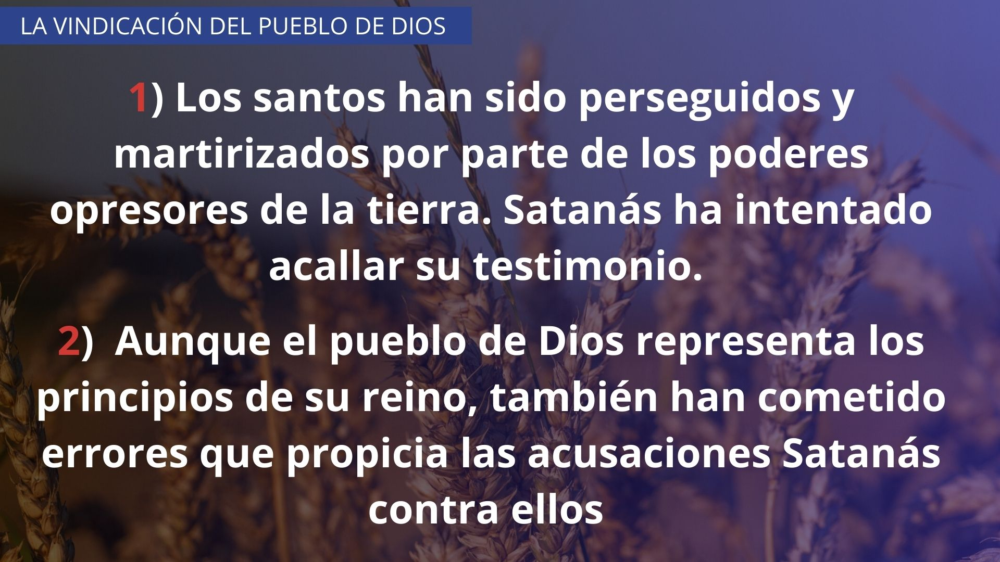 LA VINDICACIÓN DEL PUEBLO DE DIOS
1) Los santos han sido perseguidos y
martirizados por parte de los poderes
opresores de la tierra. Satanás ha intentado
acallar su testimonio.
2) Aunque el pueblo de Dios representa los
principios de su reino, también han cometido
errores que propicia las acusaciones Satanás
contra ellos